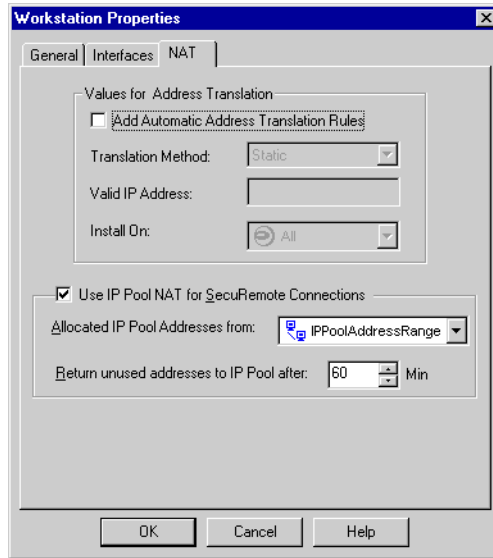 Workstation Properties
General Interfaces NAT
Values for Address Translation
Add Automatic Address Translation Rules
Translation Method: Static
Valid IP Address:
Install On: All
Use IP Pool NAT for SecuRemote Connections
Allocated IP Pool Addresses from: IPPoolAddressRange
Return unused addresses to IP Pool after: 60 Min
OK Cancel Help